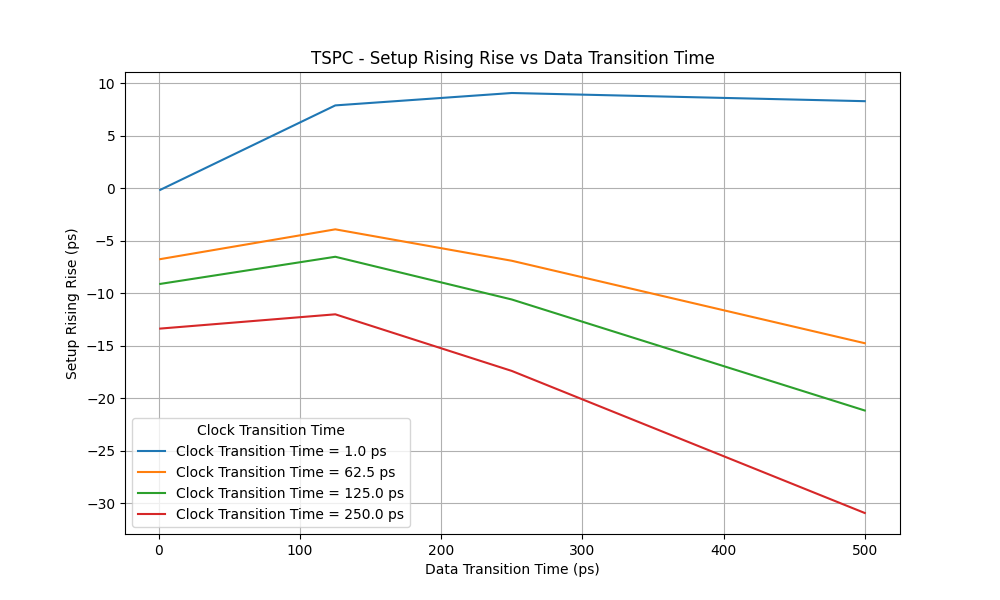 TSPC - Setup Rising Rise vs Data Transition Time
10
5
0
−5
−10
−15
−20
−25
−30
Setup Rising Rise (ps)
Clock Transition Time
Clock Transition Time = 1.0 ps
Clock Transition Time = 62.5 ps
Clock Transition Time = 125.0 ps
Clock Transition Time = 250.0 ps
0 100 200 300 400 500
Data Transition Time (ps)